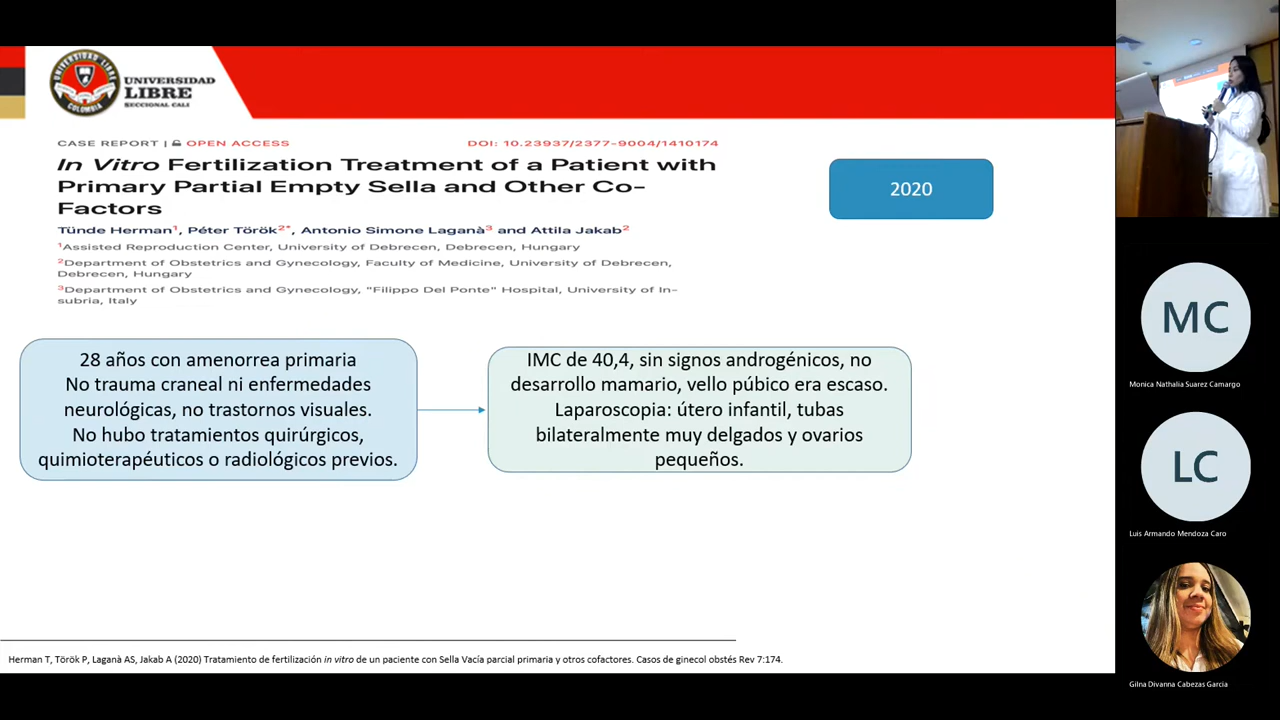 UNIVERSIDAD
LIBRE
SECCIONAL CALI
UNIVERSIDAD LIBRE
COLOMBIA
CASE REPORT | OPEN ACCESS
DOI: 10.23937/2377-9004/1410174
In Vitro Fertilization Treatment of a Patient with
Primary Partial Empty Sella and Other Co-
Factors
Tünde Herman1, Péter Török2*, Antonio Simone Laganà3 and Attila Jakab2
1Assisted Reproduction Center, University of Debrecen, Debrecen, Hungary
2Department of Obstetrics and Gynecology, Faculty of Medicine, University of Debrecen,
Debrecen, Hungary
3Department of Obstetrics and Gynecology, "Filippo Del Ponte" Hospital, University of In-
subria, Italy
2020
28 años con amenorrea primaria
No trauma craneal ni enfermedades
neurológicas, no trastornos visuales.
No hubo tratamientos quirúrgicos,
quimioterapéuticos o radiológicos previos.
IMC de 40,4, sin signos androgénicos, no
desarrollo mamario, vello púbico era escaso.
Laparoscopia: útero infantil, tubas
bilateralmente muy delgados y ovarios
pequeños.
Herman T, Török P, Laganà AS, Jakab A (2020) Tratamiento de fertilización in vitro de un paciente con Sella Vacía parcial primaria y otros cofactores. Casos de ginecol obstés Rev 7:174.
MC
Monica Nathalia Suarez Camargo
LC
Luis Armando Mendoza Caro
Gilna Divanna Cabezas Garcia